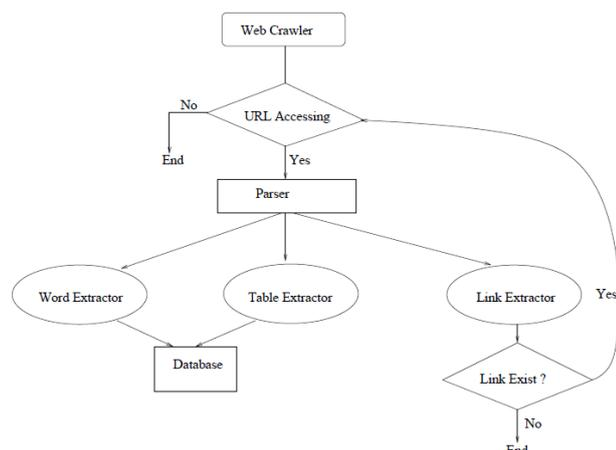 Web Crawler
No
URL Accessing
End
Yes
Parser
Word Extractor
Table Extractor
Link Extractor
Yes
Database
Link Exist ?
No
End